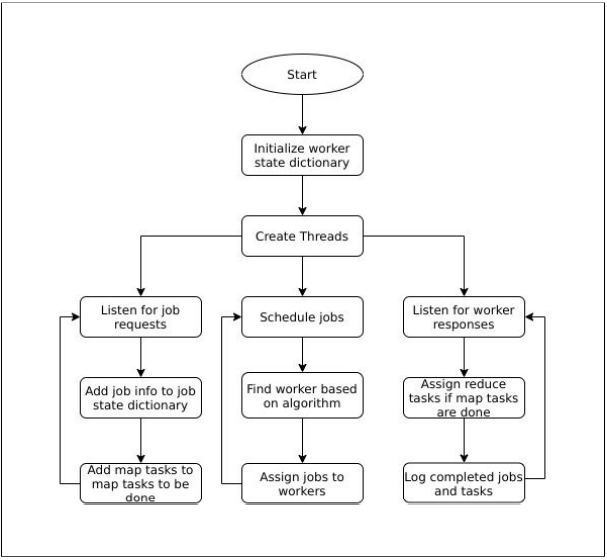 Start
Initialize worker
state dictionary
Create Threads
Listen for job
requests
Schedule jobs
Listen for worker
responses
Add job info to job
state dictionary
Find worker based
on algorithm
Assign reduce
tasks if map tasks
are done
Add map tasks to
map tasks to be
done
Assign jobs to
workers
Log completed jobs
and tasks